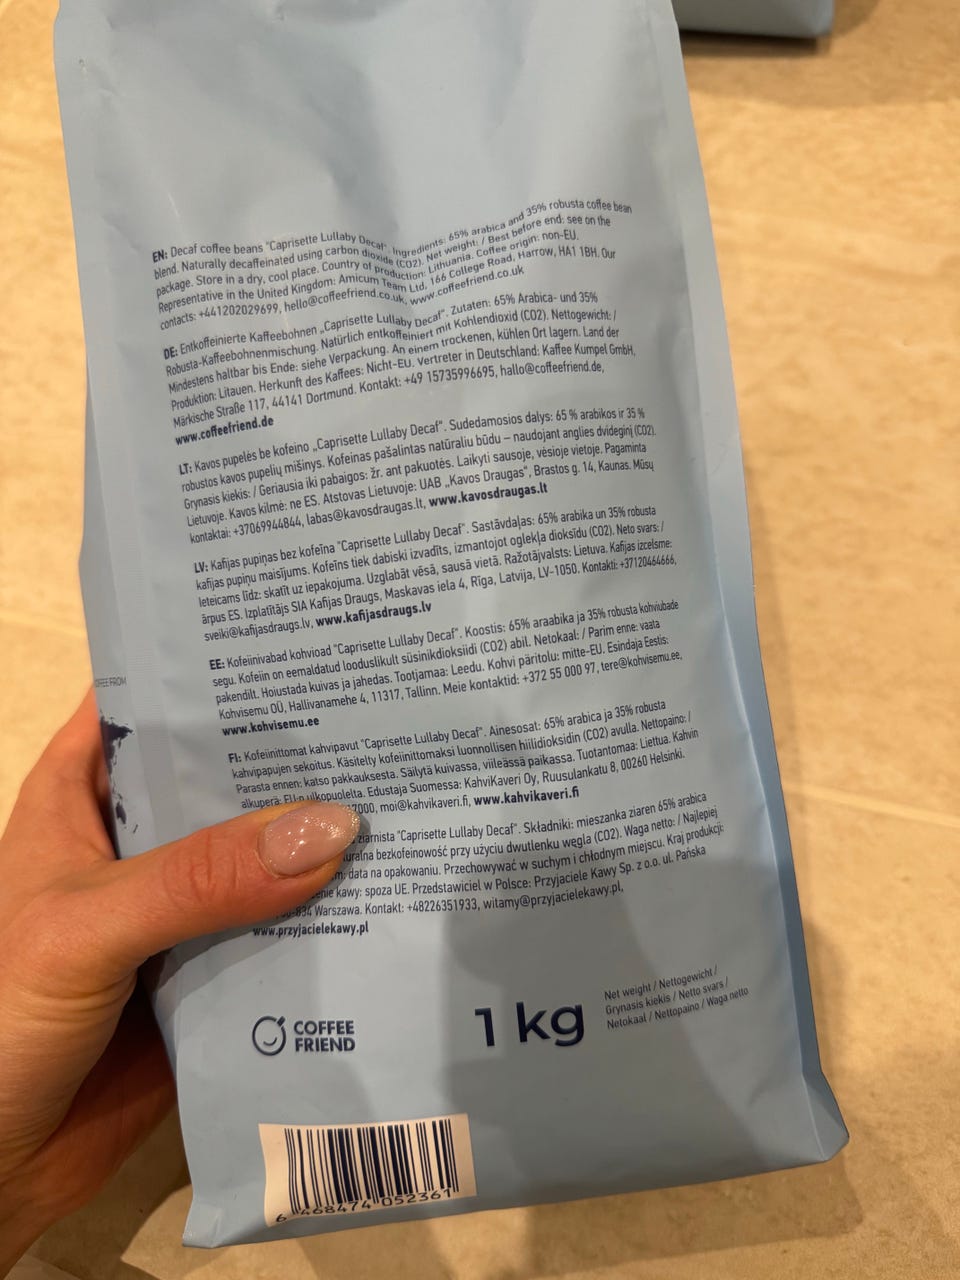 EN: Decaf coffee beans "Caprisette Lullaby Decaf". Ingredients: 65% arabica and 35% robusta coffee bean
blend. Naturally decaffeinated using carbon dioxide (CO2). Net weight: / Best before end: see on the
package. Store in a dry, cool place. Country of production: Lithuania. Coffee origin: non-EU.
Representative in the United Kingdom: Amicum Team Ltd, 166 College Road, Harrow, HA1 1BH. Our
contacts: +441202029699, hello@coffeefriend.co.uk, www.coffeefriend.co.uk
DE: Entkoffeinierte Kaffeebohnen „Caprisette Lullaby Decaf". Zutaten: 65% Arabica- und 35%
Robusta-Kaffeebohnenmischung. Natürlich entkoffeiniert mit Kohlendioxid (CO2). Nettogewicht: /
Mindestens haltbar bis Ende: siehe Verpackung. An einem trockenen, kühlen Ort lagern. Land der
Produktion: Litauen. Herkunft des Kaffees: Nicht-EU. Vertreter in Deutschland: Kaffee Kumpel GmbH,
Märkische Straße 117, 44141 Dortmund. Kontakt: +49 15735996695, hallo@coffeefriend.de,
www.coffeefriend.de
LT: Kavos pupelės be kofeino „Caprisette Lullaby Decaf". Sudedamosios dalys: 65 % arabikos ir 35 %
robustos kavos pupelių mišinys. Kofeinas pašalintas natūraliu būdu – naudojant anglies dvideginį (CO2).
Grynasis kiekis: / Geriausia iki pabaigos: žr. ant pakuotės. Laikyti sausoje, vėsioje vietoje. Pagaminta
Lietuvoje. Kavos kilmė: ne ES. Atstovas Lietuvoje: UAB „Kavos Draugas", Brastos g. 14, Kaunas. Mūsų
kontaktai: +37069944844, labas@kavosdraugas.lt, www.kavosdraugas.lt
LV: Kafijas pupiņas bez kofeīna "Caprisette Lullaby Decaf". Sastāvdaļas: 65% arabika un 35% robusta
kafijas pupiņu maisījums. Kofeīns tiek dabiski izvadīts, izmantojot oglekļa dioksīdu (CO2). Neto svars: /
Ieteicams līdz: skatīt uz iepakojuma. Uzglabāt vēsā, sausā vietā. Ražotājvalsts: Lietuva. Kafijas izcelsme:
ārpus ES. Izplatītājs SIA Kafijas Draugs, Maskavas iela 4, Rīga, Latvija, LV-1050. Kontakti: +37120464666,
sveiki@kafijasdraugs.lv, www.kafijasdraugs.lv
EE: Kofeiinivabad kohvioad "Caprisette Lullaby Decaf". Koostis: 65% araabika ja 35% robusta kohviubade
segu. Kofeiin on eemaldatud looduslikult süsinikdioksiidi (CO2) abil. Netokaal: / Parim enne: vaata
pakendilt. Hoiustada kuivas ja jahedas. Tootjamaa: Leedu. Kohvi päritolu: mitte-EU. Esindaja Eestis:
Kohvisemu OÜ, Hallivanamehe 4, 11317, Tallinn. Meie kontaktid: +372 55 000 97, tere@kohvisemu.ee,
www.kohvisemu.ee
FI: Kofeiinittomat kahvipavut "Caprisette Lullaby Decaf". Ainesosat: 65% arabica ja 35% robusta
kahvipapujen sekoitus. Käsitelty kofeiinittomaksi luonnollisen hiilidioksidin (CO2) avulla. Nettopaino: /
Parasta ennen: katso pakkauksesta. Säilytä kuivassa, viileässä paikassa. Tuotantomaa: Liettua. Kahvin
alkuperä: EU:n ulkopuolelta. Edustaja Suomessa: KahviKaveri Oy, Ruusulankatu 8, 00260 Helsinki.
7000, moi@kahvikaveri.fi, www.kahvikaveri.fi
ziarnista "Caprisette Lullaby Decaf". Składniki: mieszanka ziaren 65% arabica
bezkofeinowość przy użyciu dwutlenku węgla (CO2). Waga netto: / Najlepiej
data na opakowaniu. Przechowywać w suchym i chłodnym miejscu. Kraj produkcji:
kawy: spoza UE. Przedstawiciel w Polsce: Przyjaciele Kawy Sp. z o.o. ul. Pańska
Warszawa. Kontakt: +48226351933, witamy@przyjacielekawy.pl,
www.przyjacielekawy.pl
COFFEE
FRIEND
1 kg
Net weight / Nettogewicht /
Grynasis kiekis / Netto svars /
Netokaal / Nettopaino / Waga netto
6 468474 052361
COFFEE FROM